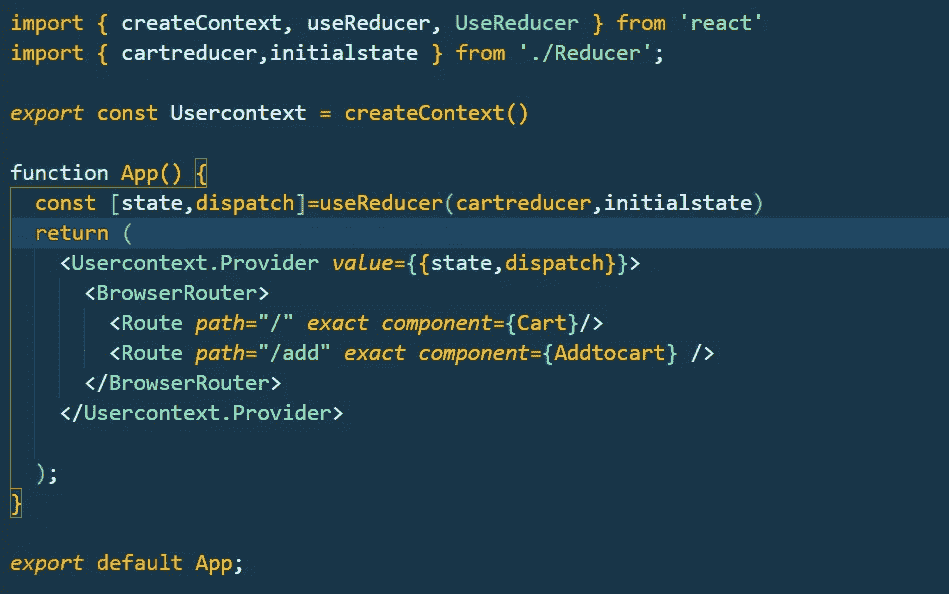 import { createContext, useReducer, UseReducer } from 'react'
import { cartreducer,initialstate } from './Reducer';
export const Usercontext = createContext()
function App() {
const [state,dispatch]=useReducer(cartreducer,initialstate)
return (
<Usercontext.Provider value={{state,dispatch}}>
<BrowserRouter>
<Route path="/" exact component={Cart}/>
<Route path="/add" exact component={Addtocart} />
</BrowserRouter>
</Usercontext.Provider>
);
}
export default App;